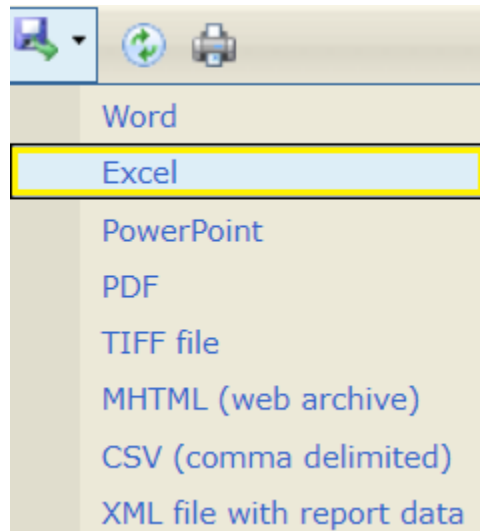 Word
Excel
PowerPoint
PDF
TIFF file
MHTML (web archive)
CSV (comma delimited)
XML file with report data